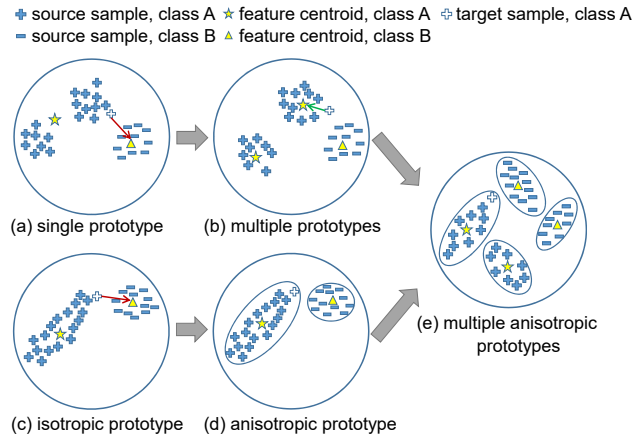 source sample, class A feature centroid, class A target sample, class A
source sample, class B feature centroid, class B
(a) single prototype (b) multiple prototypes
(c) isotropic prototype (d) anisotropic prototype
(e) multiple anisotropic
prototypes